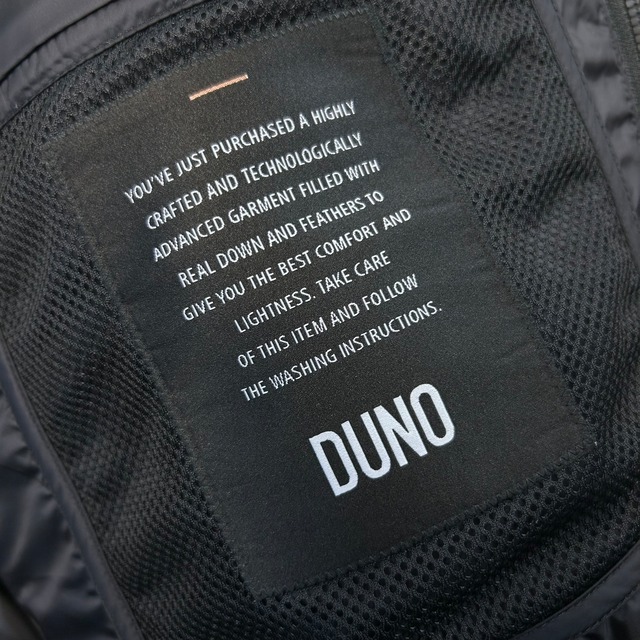 YOU'VE JUST PURCHASED A HIGHLY
CRAFTED AND TECHNOLOGICALLY
ADVANCED GARMENT FILLED WITH
REAL DOWN AND FEATHERS TO
GIVE YOU THE BEST COMFORT AND
LIGHTNESS. TAKE CARE
OF THIS ITEM AND FOLLOW
THE WASHING INSTRUCTIONS.
DUNO